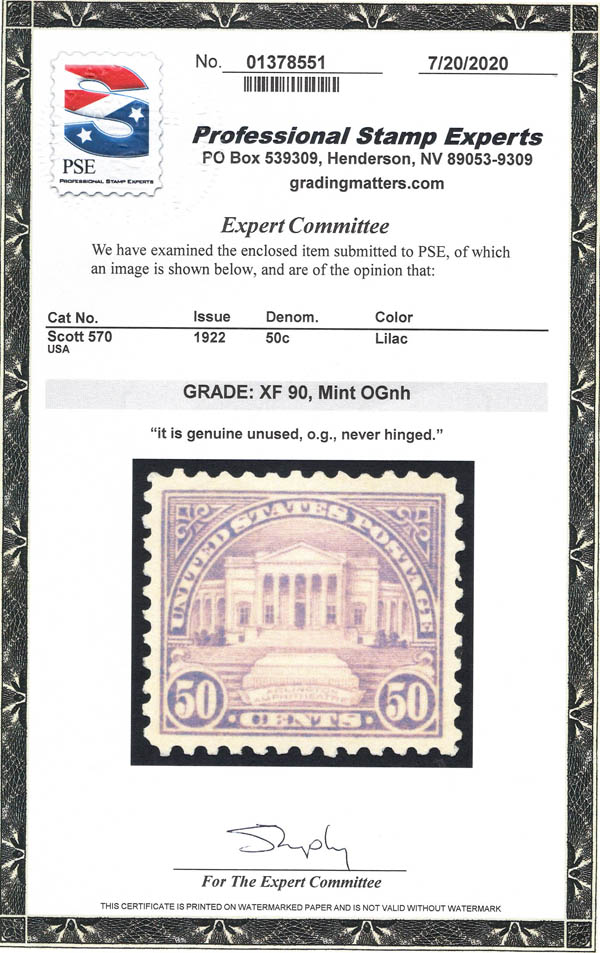 No. 01378551 7/20/2020
PSE
PROFESSIONAL STAMP EXPERTS
Professional Stamp Experts
PO Box 539309, Henderson, NV 89053-9309
gradingmatters.com
Expert Committee
We have examined the enclosed item submitted to PSE, of which
an image is shown below, and are of the opinion that:
Cat No. Issue Denom. Color
Scott 570 1922 50c Lilac
USA
GRADE: XF 90, Mint OGnh
“it is genuine unused, o.g., never hinged.”
UNITED STATES POSTAGE
ARLINGTON
AMPHITHEATRE
50 CENTS 50
For The Expert Committee
THIS CERTIFICATE IS PRINTED ON WATERMARKED PAPER AND IS NOT VALID WITHOUT WATERMARK